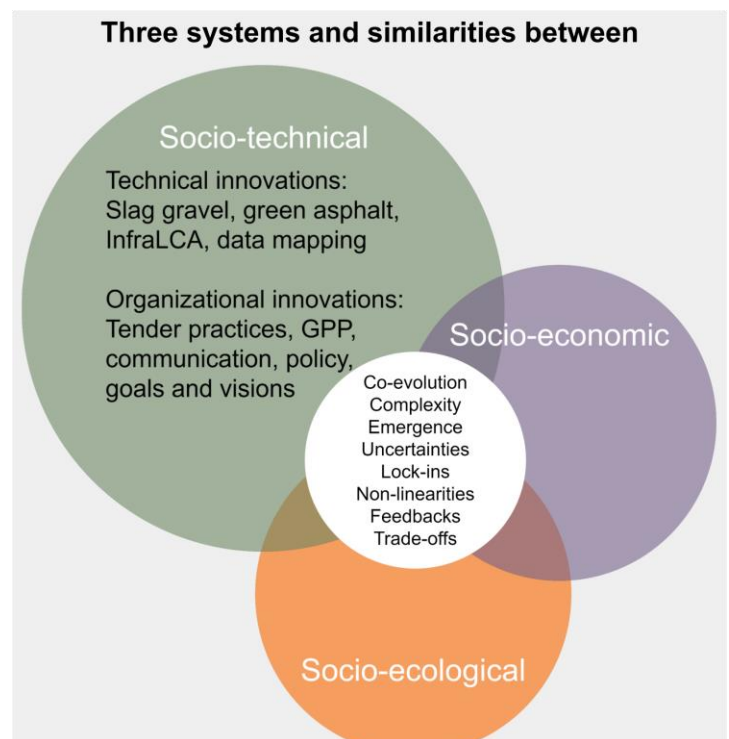 Three systems and similarities between
Socio-technical
Technical innovations:
Slag gravel, green asphalt,
InfraLCA, data mapping
Organizational innovations:
Tender practices, GPP,
communication, policy,
goals and visions
Socio-economic
Co-evolution
Complexity
Emergence
Uncertainties
Lock-ins
Non-linearities
Feedbacks
Trade-offs
Socio-ecological